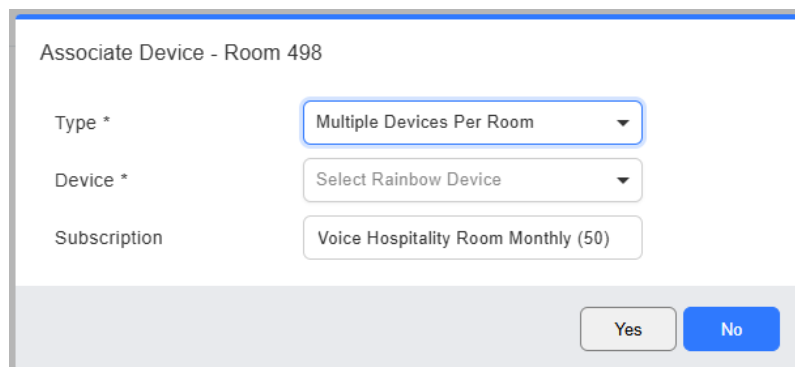 Associate Device - Room 498
Type * Multiple Devices Per Room
Device * Select Rainbow Device
Subscription Voice Hospitality Room Monthly (50)
Yes No